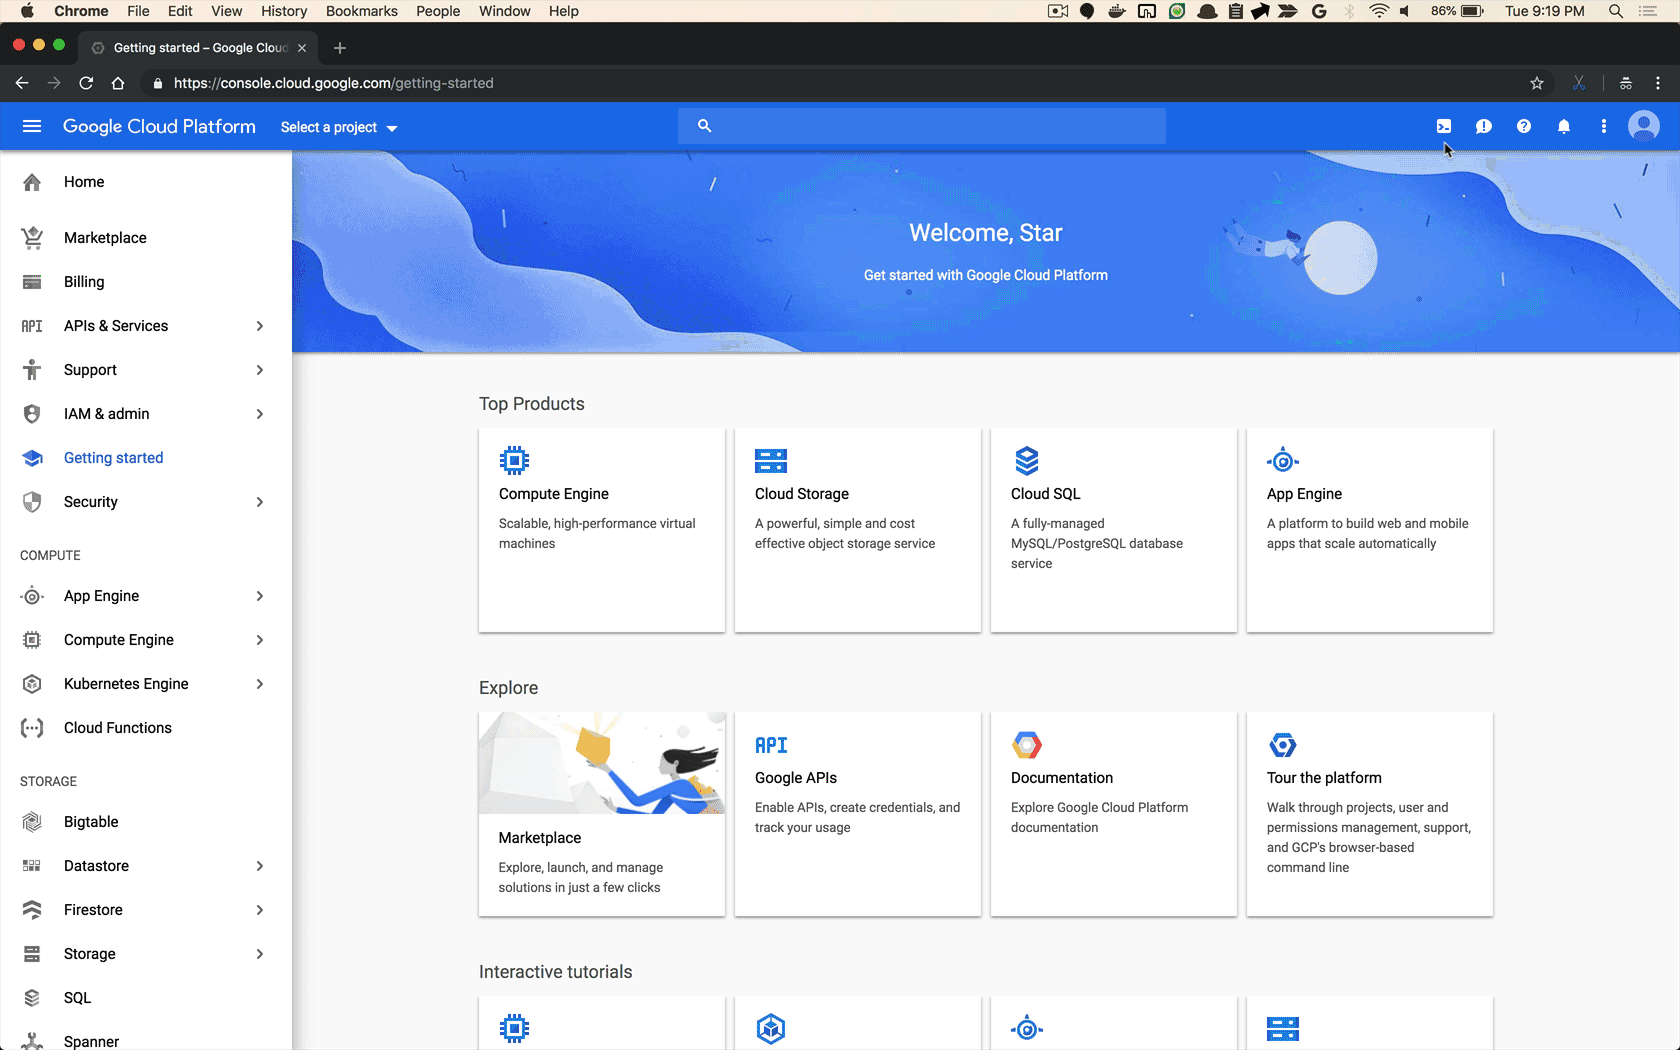 Chrome File Edit View History Bookmarks People Window Help 86% Tue 9:19 PM
Getting started – Google Cloud
https://console.cloud.google.com/getting-started
Google Cloud Platform Select a project
Home
Marketplace
Billing
API APIs & Services
Support
IAM & admin
Getting started
Security
COMPUTE
App Engine
Compute Engine
Kubernetes Engine
Cloud Functions
STORAGE
Bigtable
Datastore
Firestore
Storage
SQL
Spanner
Welcome, Star
Get started with Google Cloud Platform
Top Products
Compute Engine
Scalable, high-performance virtual
machines
Cloud Storage
A powerful, simple and cost
effective object storage service
Cloud SQL
A fully-managed
MySQL/PostgreSQL database
service
App Engine
A platform to build web and mobile
apps that scale automatically
Explore
Marketplace
Explore, launch, and manage
solutions in just a few clicks
API
Google APIs
Enable APIs, create credentials, and
track your usage
Documentation
Explore Google Cloud Platform
documentation
Tour the platform
Walk through projects, user and
permissions management, support,
and GCP's browser-based
command line
Interactive tutorials